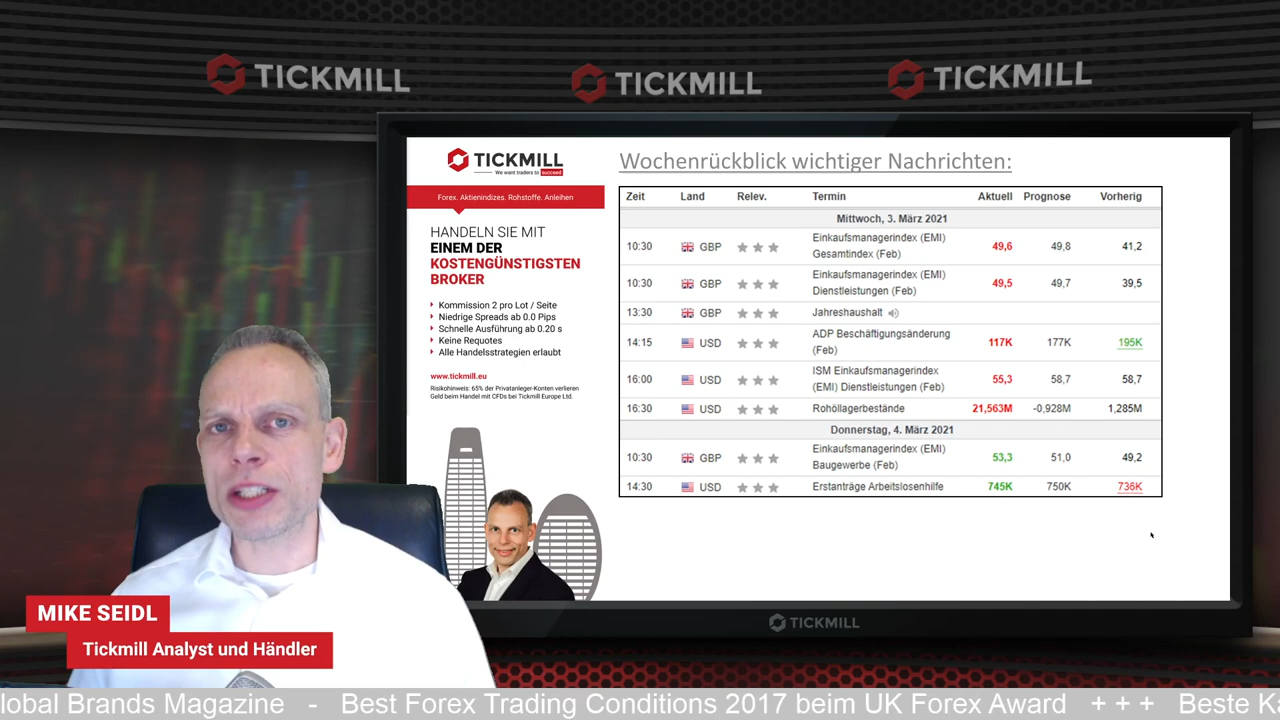 TICKMILL
TICKMILL
TICKMILL
TICKMILL
We want traders to succeed
Forex. Aktienindizes. Rohstoffe. Anleihen
HANDELN SIE MIT
EINEM DER
KOSTENGÜNSTIGSTEN
BROKER
Kommission 2 pro Lot / Seite
Niedrige Spreads ab 0.0 Pips
Schnelle Ausführung ab 0.20 s
Keine Requotes
Alle Handelsstrategien erlaubt
www.tickmill.eu
Risikohinweis: 65% der Privatanleger-Konten verlieren
Geld beim Handel mit CFDs bei Tickmill Europe Ltd.
Wochenrückblick wichtiger Nachrichten:
Zeit Land Relev. Termin Aktuell Prognose Vorherig
Mittwoch, 3. März 2021
10:30 GBP Einkaufsmanagerindex (EMI) 49,6 49,8 41,2
Gesamtindex (Feb)
10:30 GBP Einkaufsmanagerindex (EMI) 49,5 49,7 39,5
Dienstleistungen (Feb)
13:30 GBP Jahreshaushalt
14:15 USD ADP Beschäftigungsänderung 117K 177K 195K
(Feb)
16:00 USD ISM Einkaufsmanagerindex 55,3 58,7 58,7
(EMI) Dienstleistungen (Feb)
16:30 USD Rohöllagerbestände 21,563M -0,928M 1,285M
Donnerstag, 4. März 2021
10:30 GBP Einkaufsmanagerindex (EMI) 53,3 51,0 49,2
Baugewerbe (Feb)
14:30 USD Erstanträge Arbeitslosenhilfe 745K 750K 736K
TICKMILL
MIKE SEIDL
Tickmill Analyst und Händler
lobal Brands Magazine - Best Forex Trading Conditions 2017 beim UK Forex Award + + + Beste Ka